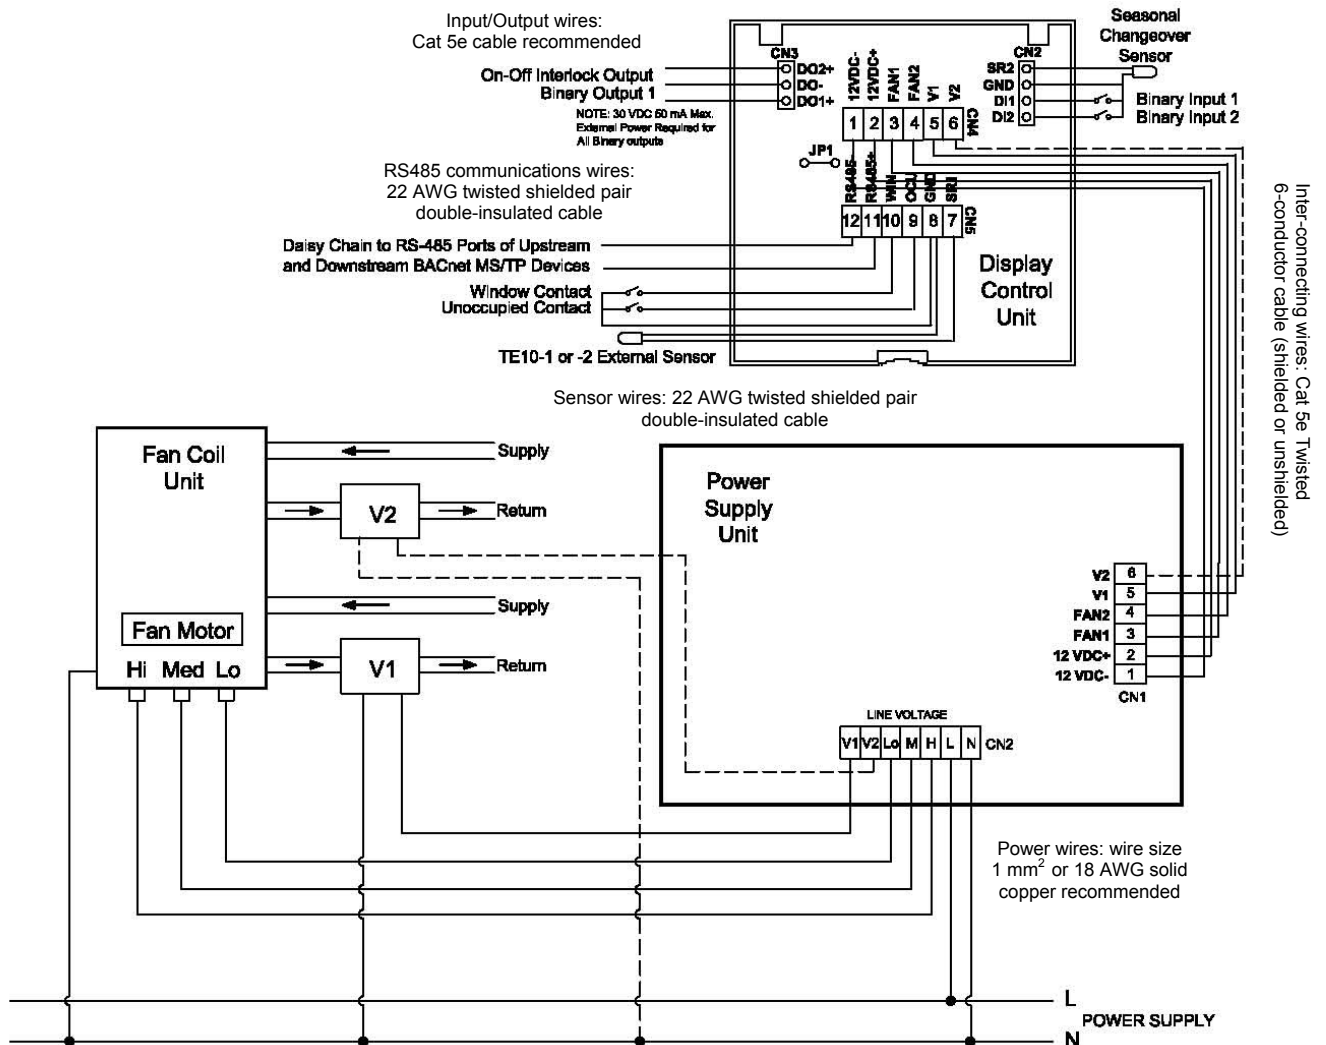 Input/Output wires:
Cat 5e cable recommended
On-Off Interlock Output
Binary Output 1
NOTE: 30 VDC 50 mA Max.
External Power Required for
All Binary outputs
CN3
DO2+
DO-
DO1+
12VDC-
12VDC+
FAN1
FAN2
V1
V2
1 2 3 4 5 6
CN4
CN2
SR2
GND
DI1
DI2
Seasonal
Changeover
Sensor
Binary Input 1
Binary Input 2
JP1
RS485-
RS485+
WIN
OCU
GND
SR1
12 11 10 9 8 7
CN5
RS485 communications wires:
22 AWG twisted shielded pair
double-insulated cable
Daisy Chain to RS-485 Ports of Upstream
and Downstream BACnet MS/TP Devices
Window Contact
Unoccupied Contact
TE10-1 or -2 External Sensor
Display
Control
Unit
Inter-connecting wires: Cat 5e Twisted
6-conductor cable (shielded or unshielded)
Sensor wires: 22 AWG twisted shielded pair
double-insulated cable
Fan Coil
Unit
Supply
V2
Return
Supply
Fan Motor
Hi Med Lo
V1
Return
Power
Supply
Unit
V2 6
V1 5
FAN2 4
FAN1 3
12 VDC+ 2
12 VDC- 1
CN1
LINE VOLTAGE
V1 V2 Lo M H L N CN2
Power wires: wire size
1 mm² or 18 AWG solid
copper recommended
L
POWER SUPPLY
N